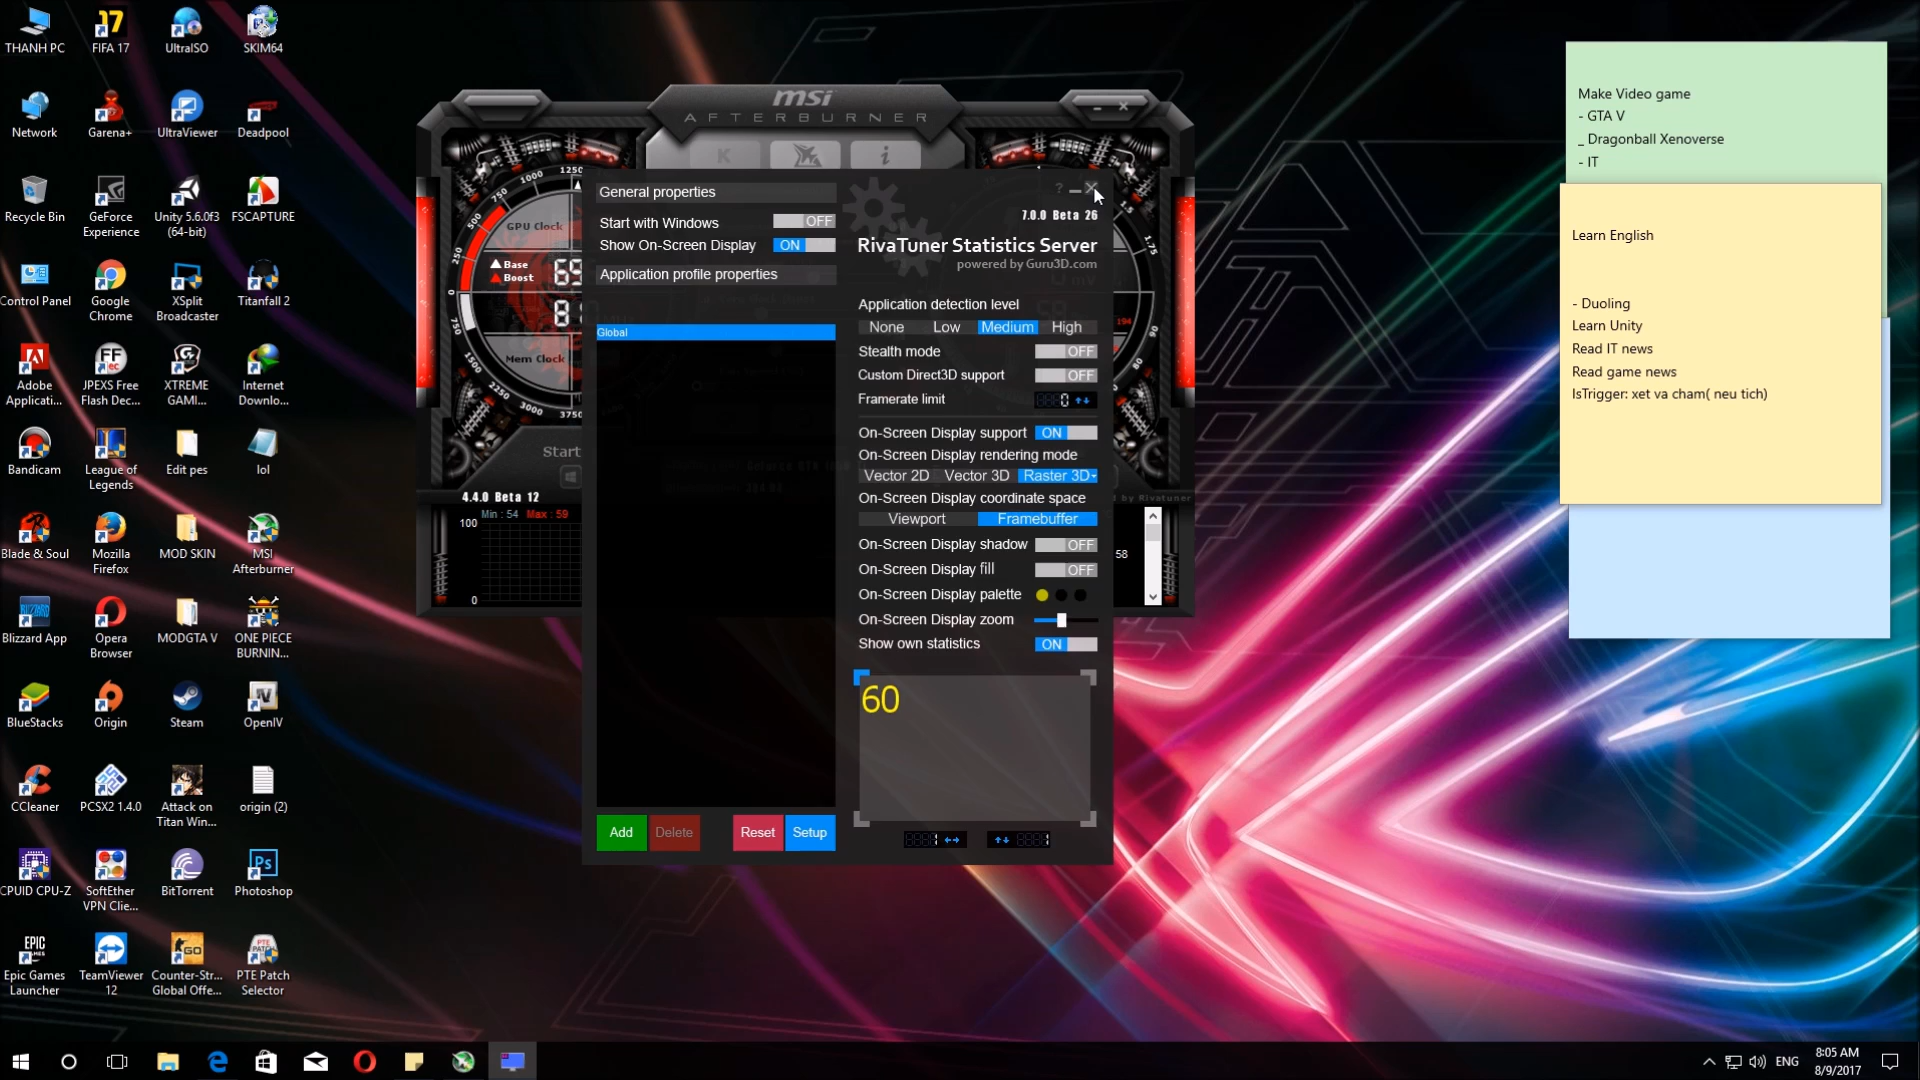 THANH PC
FIFA 17
UltraISO
SKIM64
Network
Garena+
UltraViewer
Deadpool
Recycle Bin
GeForce
Experience
Unity 5.6.0f3
(64-bit)
FSCAPTURE
Control Panel
Google
Chrome
XSplit
Broadcaster
Titanfall 2
Adobe
Applicati...
JPEXS Free
Flash Dec...
XTREME
GAMI...
Internet
Downlo...
Bandicam
League of
Legends
Edit pes
lol
Blade & Soul
Mozilla
Firefox
MOD SKIN
MSI
Afterburner
Blizzard App
Opera
Browser
MODGTA V
ONE PIECE
BURNIN...
BlueStacks
Origin
Steam
OpenIV
CCleaner
PCSX2 1.4.0
Attack on
Titan Win...
origin (2)
CPUID CPU-Z
SoftEther
VPN Clie...
BitTorrent
Photoshop
Epic Games
Launcher
TeamViewer
12
Counter-Str...
Global Offe...
PTE Patch
Selector
msi
AFTERBURNER
K
i
GPU Clock
Base
Boost
Mem Clock
Start
4.4.0 Beta 12
Min : 54 Max : 59
100
0
58
General properties
Start with Windows OFF
Show On-Screen Display ON
Application profile properties
Global
Add
Delete
Reset
Setup
7.0.0 Beta 26
RivaTuner Statistics Server
powered by Guru3D.com
Application detection level
None Low Medium High
Stealth mode OFF
Custom Direct3D support OFF
Framerate limit 0
On-Screen Display support ON
On-Screen Display rendering mode
Vector 2D Vector 3D Raster 3D
On-Screen Display coordinate space
Viewport Framebuffer
On-Screen Display shadow OFF
On-Screen Display fill OFF
On-Screen Display palette
On-Screen Display zoom
Show own statistics ON
60
Make Video game
- GTA V
_ Dragonball Xenoverse
- IT
Learn English
- Duoling
Learn Unity
Read IT news
Read game news
IsTrigger: xet va cham( neu tich)
ENG
8:05 AM
8/9/2017